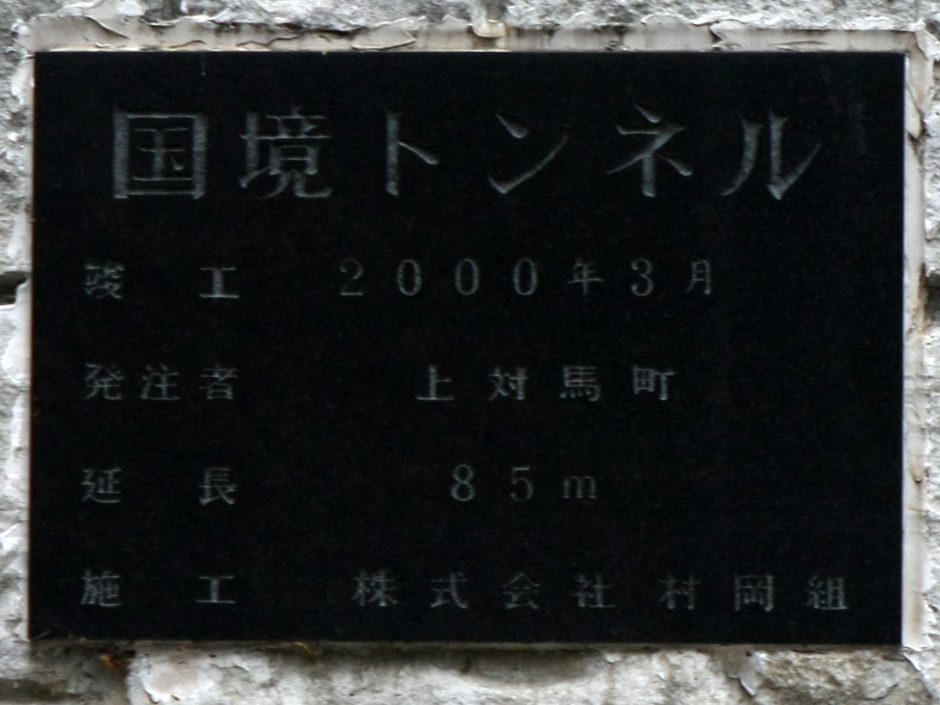 国境トンネル
竣工 2000年3月
発注者 上対馬町
延長 85m
施工 株式会社村岡組